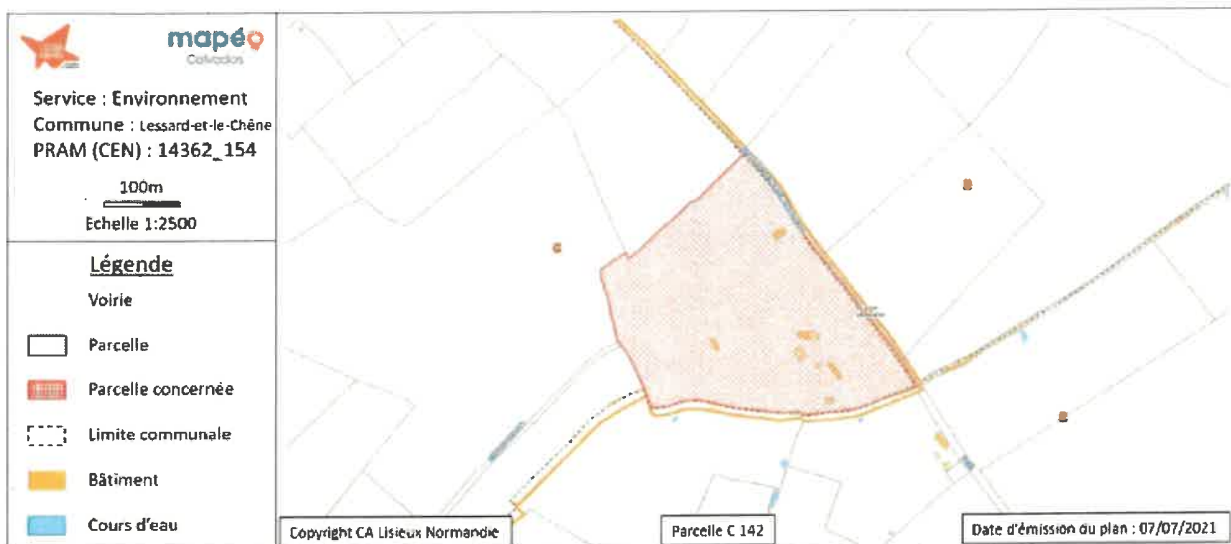 mapéo
Calvados
Service : Environnement
Commune : Lessard-et-le-Chêne
PRAM (CEN) : 14362_154
100m
Echelle 1:2500
Légende
Voirie
Parcelle
Parcelle concernée
Limite communale
Bâtiment
Cours d'eau
Copyright CA Lisieux Normandie
Parcelle C 142
Date d'émission du plan : 07/07/2021